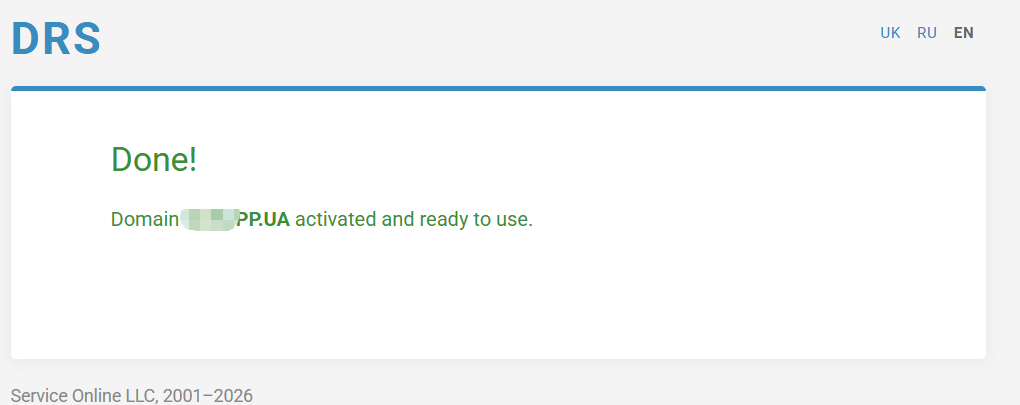 DRS
UK RU EN
Done!
Domain PP.UA activated and ready to use.
Service Online LLC, 2001–2026